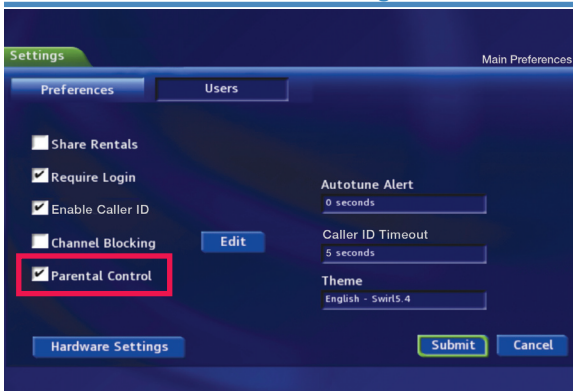 Settings
Main Preferences
Preferences
Users
Share Rentals
Require Login
Enable Caller ID
Channel Blocking
Edit
Parental Control
Autotune Alert
0 seconds
Caller ID Timeout
5 seconds
Theme
English - Swirl5.4
Hardware Settings
Submit
Cancel